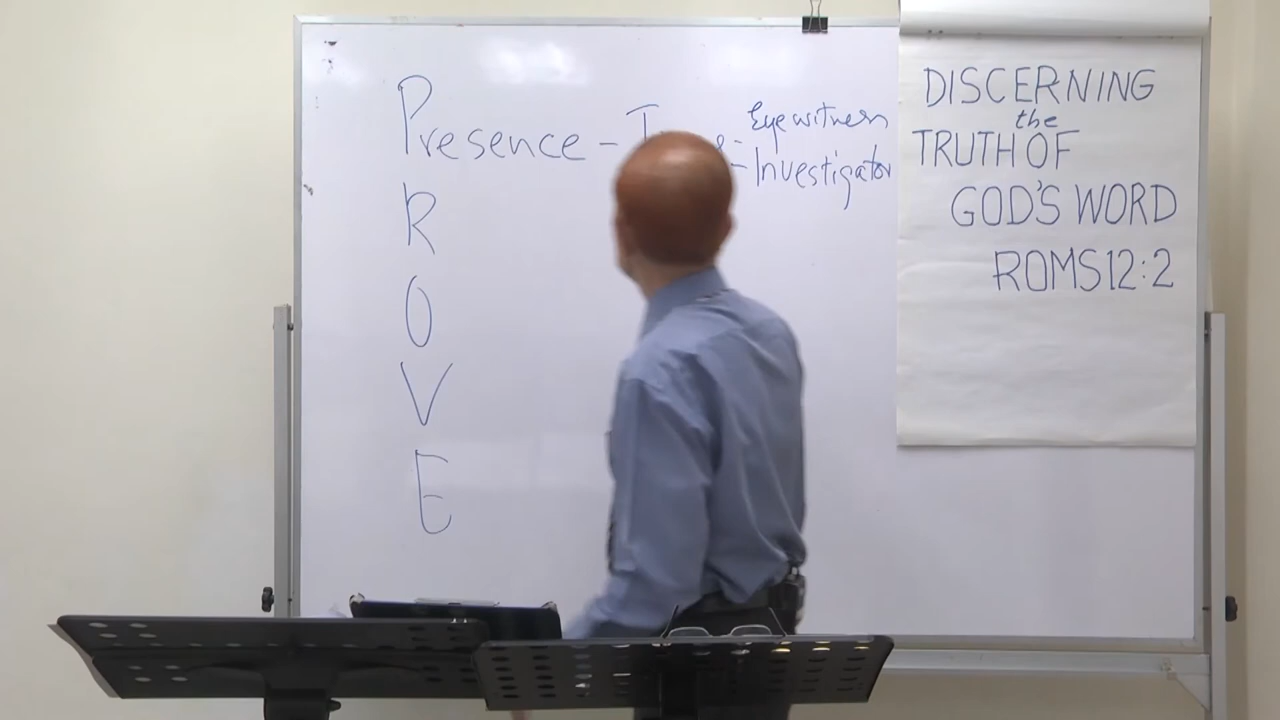 Presence -
Eyewitness
Investigator
R
O
V
E
DISCERNING
the
TRUTH OF
GOD'S WORD
ROMS 12:2